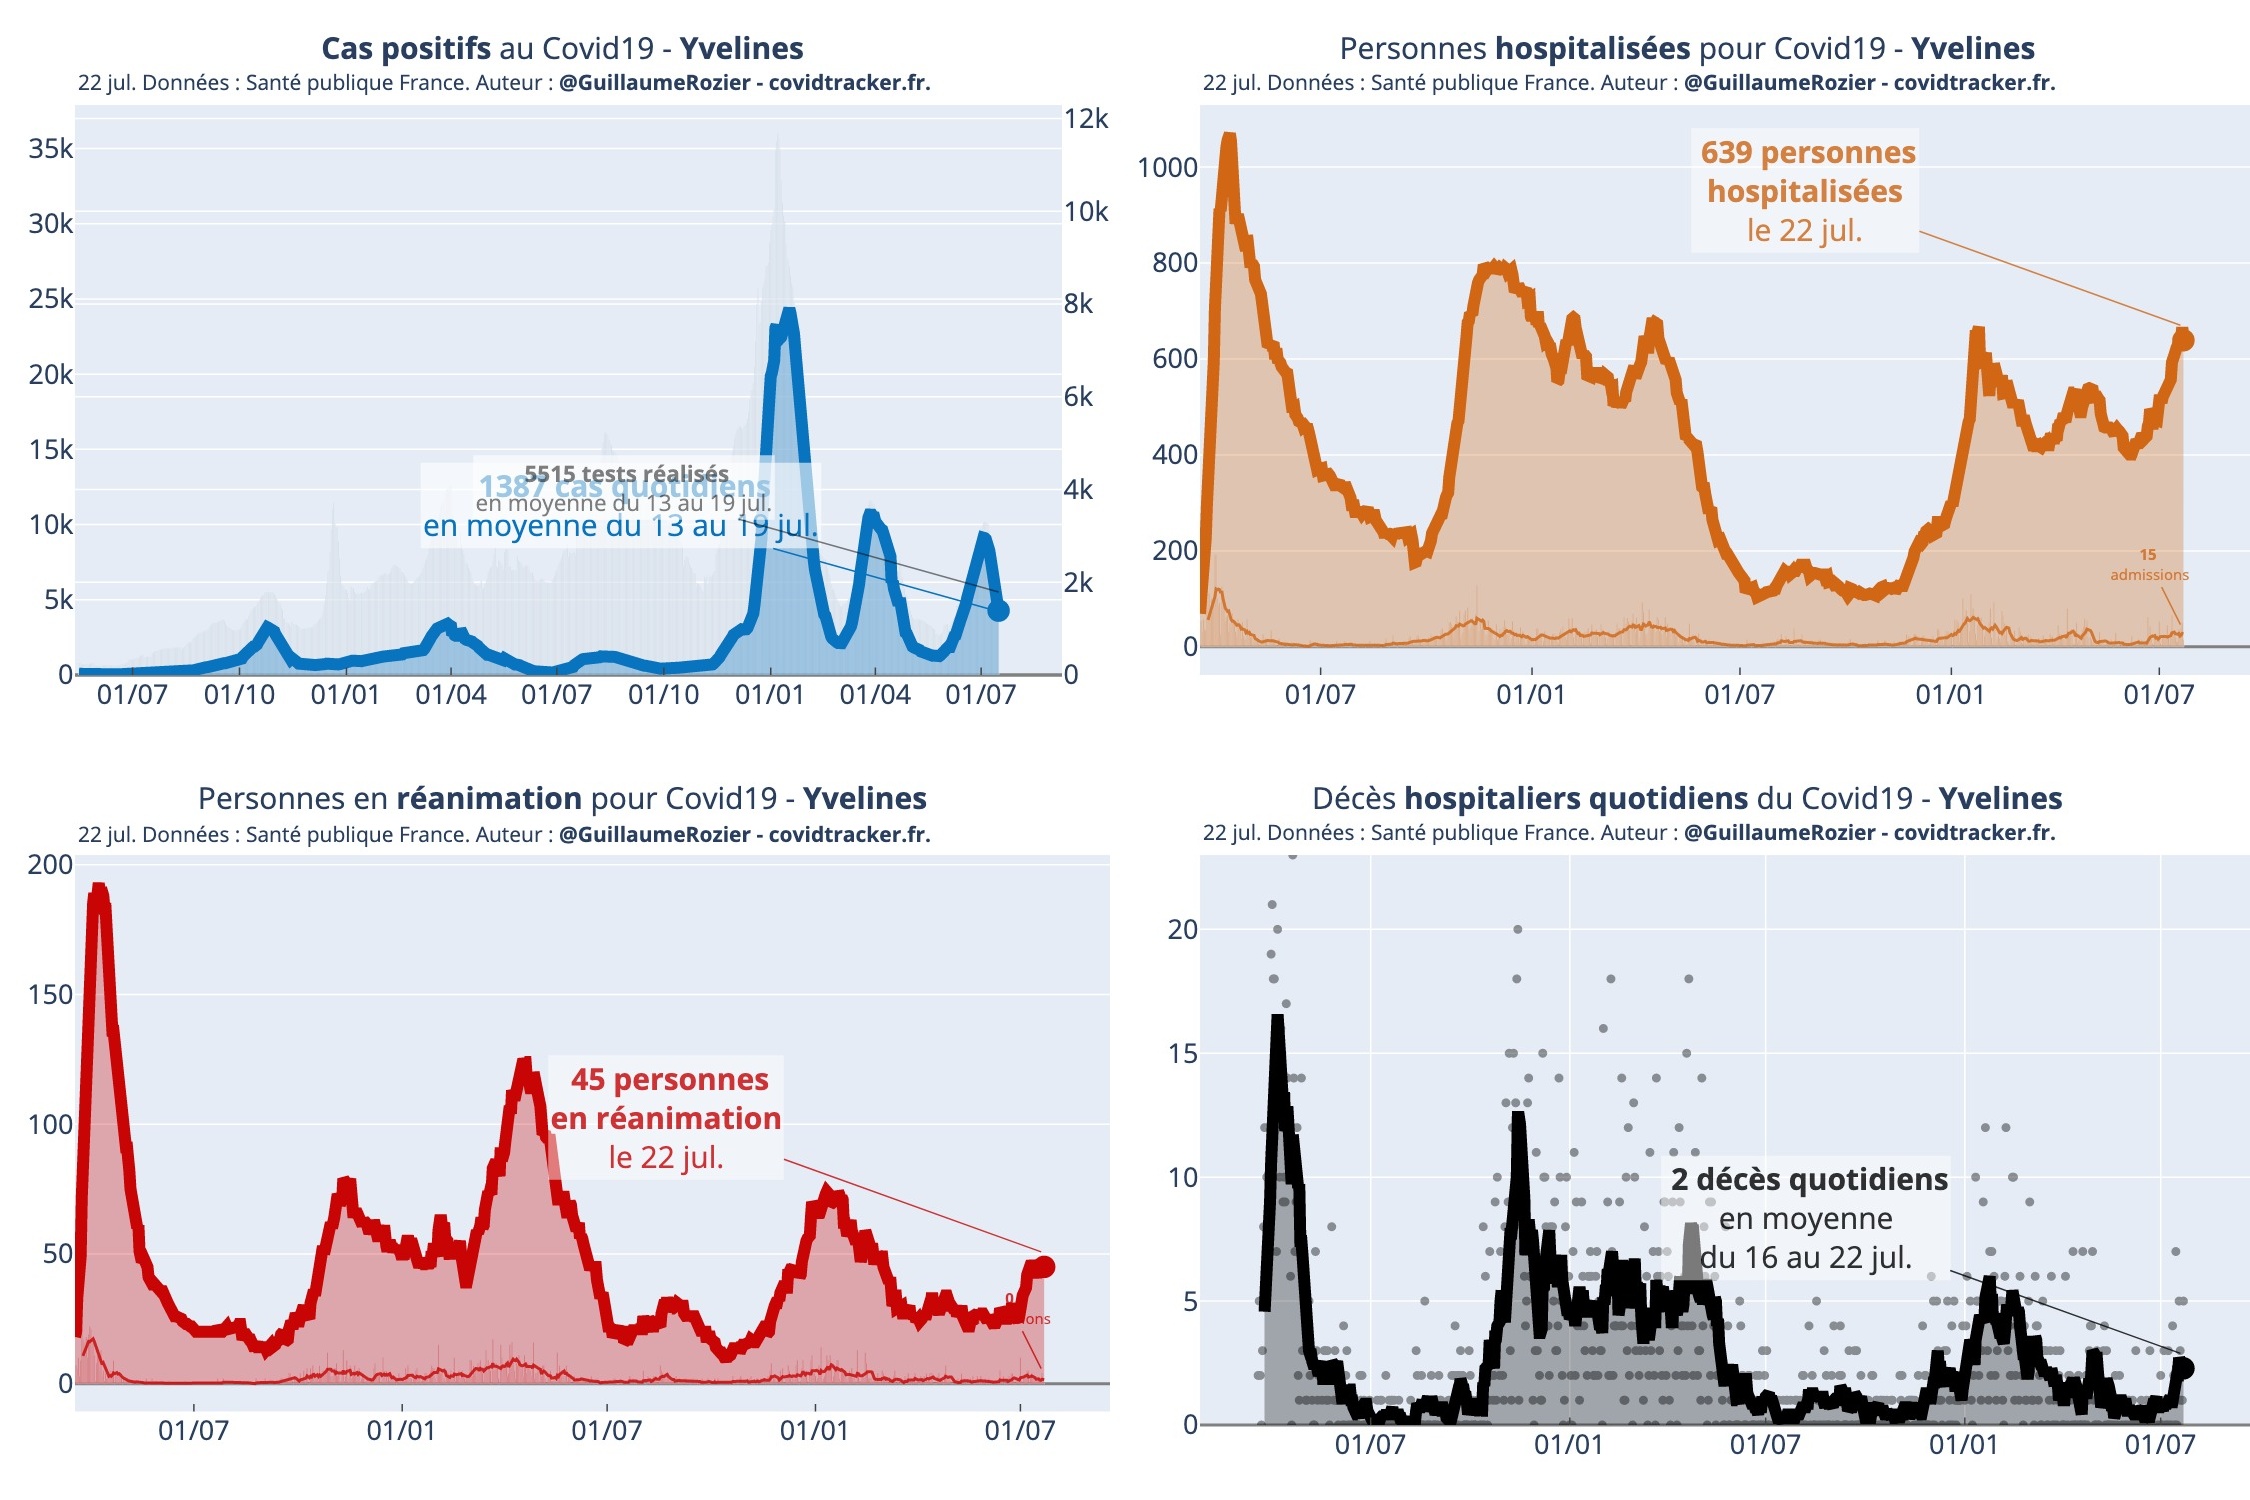 Cas positifs au Covid19 - Yvelines
22 jul. Données : Santé publique France. Auteur : @GuillaumeRozier - covidtracker.fr.
35k
30k
25k
20k
15k
10k
5k
0
12k
10k
8k
6k
4k
2k
0
5515 tests réalisés
en moyenne du 13 au 19 jul.
1387 cas quotidiens
en moyenne du 13 au 19 jul.
01/07 01/10 01/01 01/04 01/07 01/10 01/01 01/04 01/07
Personnes hospitalisées pour Covid19 - Yvelines
22 jul. Données : Santé publique France. Auteur : @GuillaumeRozier - covidtracker.fr.
1000
800
600
400
200
0
639 personnes
hospitalisées
le 22 jul.
15
admissions
01/07 01/01 01/07 01/01 01/07
Personnes en réanimation pour Covid19 - Yvelines
22 jul. Données : Santé publique France. Auteur : @GuillaumeRozier - covidtracker.fr.
200
150
100
50
0
45 personnes
en réanimation
le 22 jul.
0
01/07 01/01 01/07 01/01 01/07
Décès hospitaliers quotidiens du Covid19 - Yvelines
22 jul. Données : Santé publique France. Auteur : @GuillaumeRozier - covidtracker.fr.
20
15
10
5
0
2 décès quotidiens
en moyenne
du 16 au 22 jul.
01/07 01/01 01/07 01/01 01/07